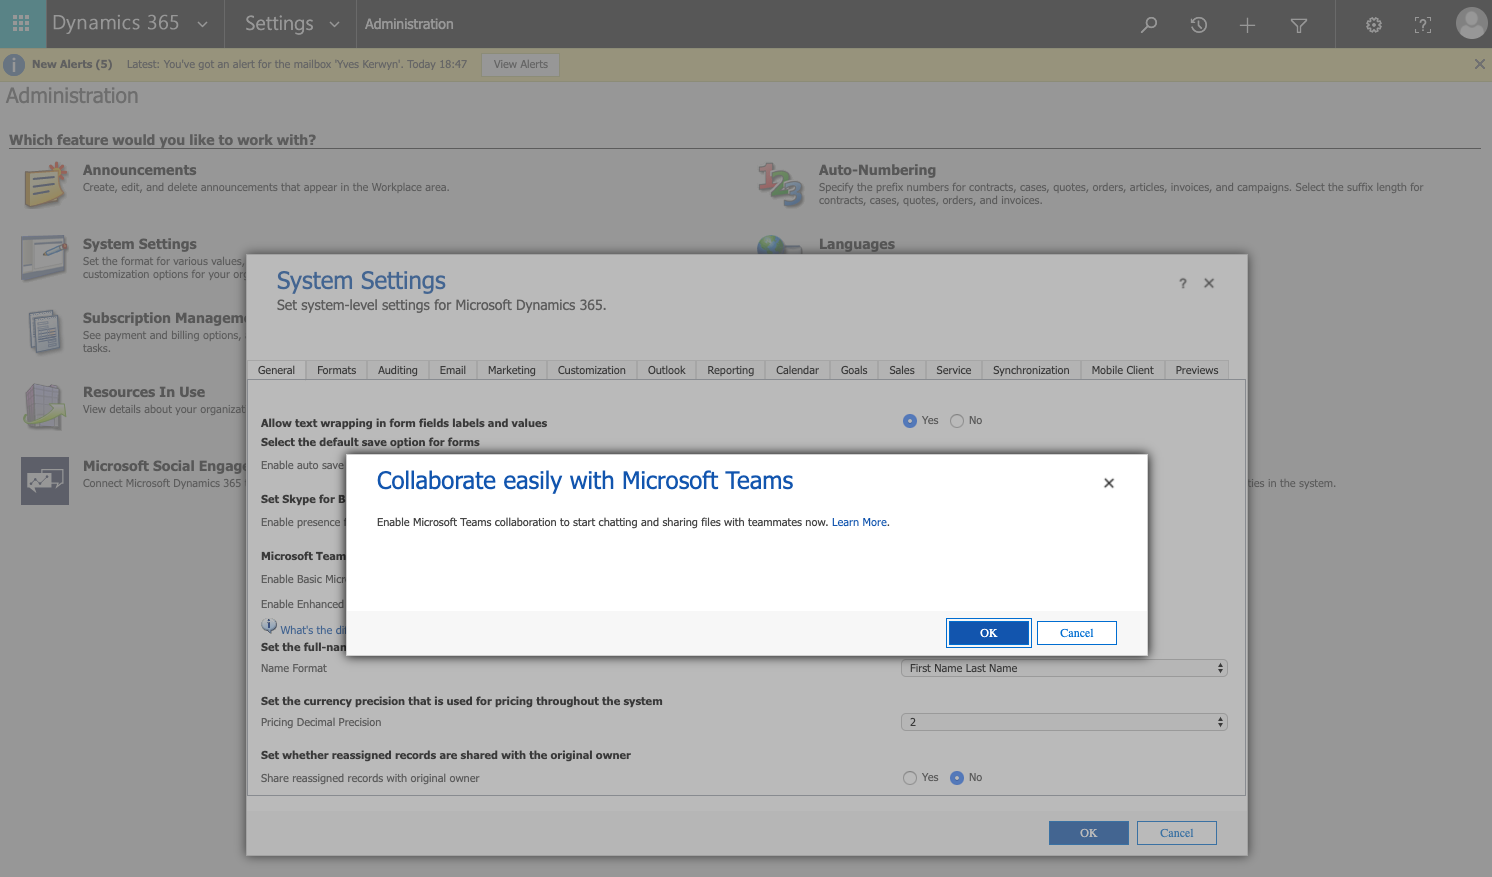 Dynamics 365
Settings
Administration
New Alerts (5) Latest: You've got an alert for the mailbox 'Yves Kerwyn'. Today 18:47 View Alerts
Administration
Which feature would you like to work with?
Announcements
Create, edit, and delete announcements that appear in the Workplace area.
Auto-Numbering
Specify the prefix numbers for contracts, cases, quotes, orders, articles, invoices, and campaigns. Select the suffix length for
contracts, cases, quotes, orders, and invoices.
System Settings
Set the format for various values,
customization options for your
Languages
Subscription
See payment and billing options,
tasks.
Resources In Use
View details about your
Microsoft Social
Connect Microsoft Dynamics 365
in the system.
System Settings
Set system-level settings for Microsoft Dynamics 365.
?
General Formats Auditing Email Marketing Customization Outlook Reporting Calendar Goals Sales Service Synchronization Mobile Client Previews
Allow text wrapping in form fields labels and values Yes No
Select the default save option for forms
Enable auto save
Set Skype for
Enable presence
Microsoft
Enable Basic
Enable Enhanced
What's the
Set the
Name Format First Name Last Name
Set the currency precision that is used for pricing throughout the system
Pricing Decimal Precision 2
Set whether reassigned records are shared with the original owner
Share reassigned records with original owner Yes No
OK Cancel
Collaborate easily with Microsoft Teams
Enable Microsoft Teams collaboration to start chatting and sharing files with teammates now. Learn More.
OK Cancel